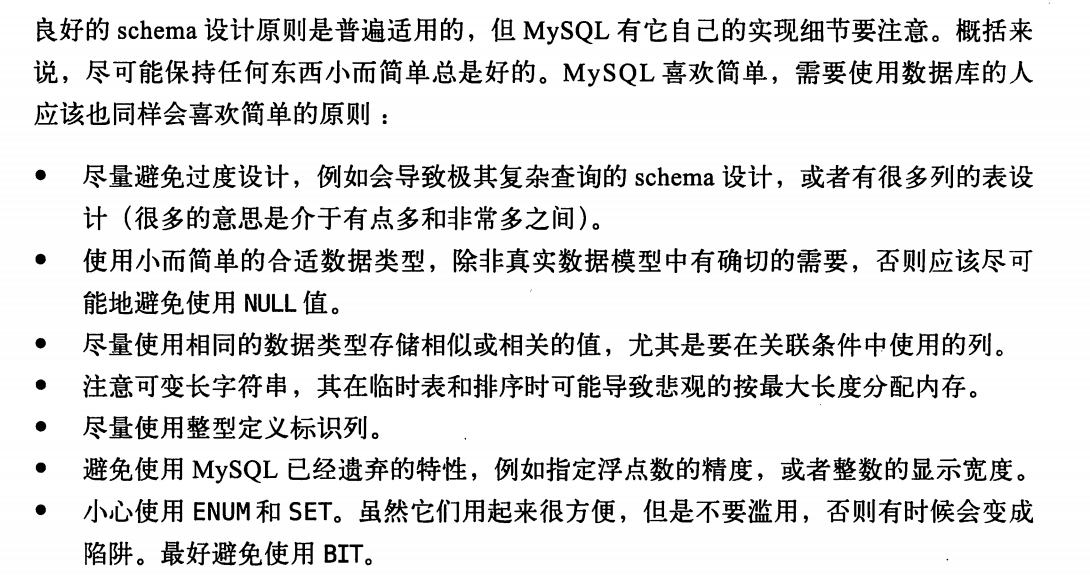 良好的 schema 设计原则是普遍适用的，但 MySQL 有它自己的实现细节要注意。概括来
说，尽可能保持任何东西小而简单总是好的。MySQL 喜欢简单，需要使用数据库的人
应该也同样会喜欢简单的原则：
• 尽量避免过度设计，例如会导致极其复杂查询的 schema 设计，或者有很多列的表设
计（很多的意思是介于有点多和非常多之间）。
• 使用小而简单的合适数据类型，除非真实数据模型中有确切的需要，否则应该尽可
能地避免使用 NULL 值。
• 尽量使用相同的数据类型存储相似或相关的值，尤其是要在关联条件中使用的列。
• 注意可变长字符串，其在临时表和排序时可能导致悲观的按最大长度分配内存。
• 尽量使用整型定义标识列。
• 避免使用 MySQL 已经遗弃的特性，例如指定浮点数的精度，或者整数的显示宽度。
• 小心使用 ENUM 和 SET。虽然它们用起来很方便，但是不要滥用，否则有时候会变成
陷阱。最好避免使用 BIT。